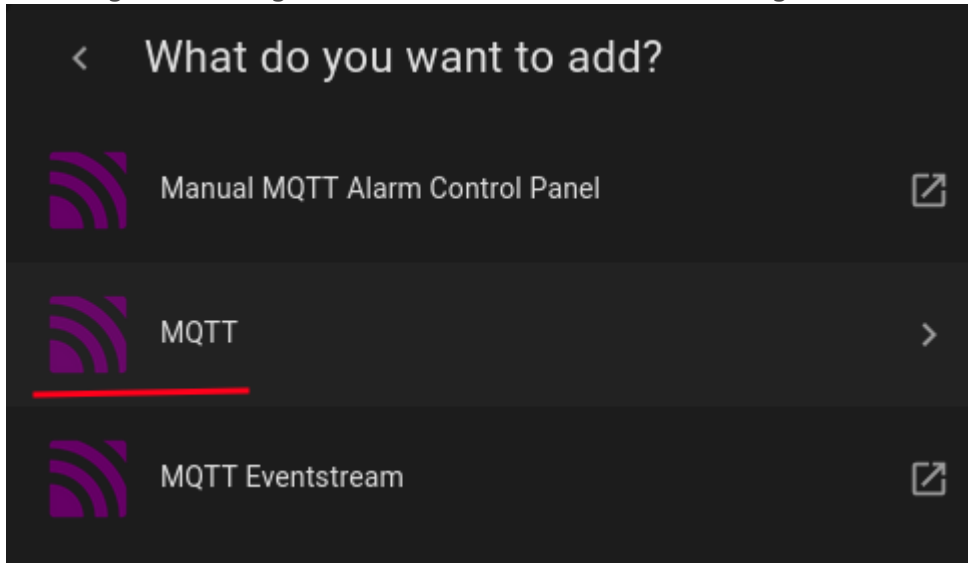 What do you want to add?
Manual MQTT Alarm Control Panel
MQTT
MQTT Eventstream